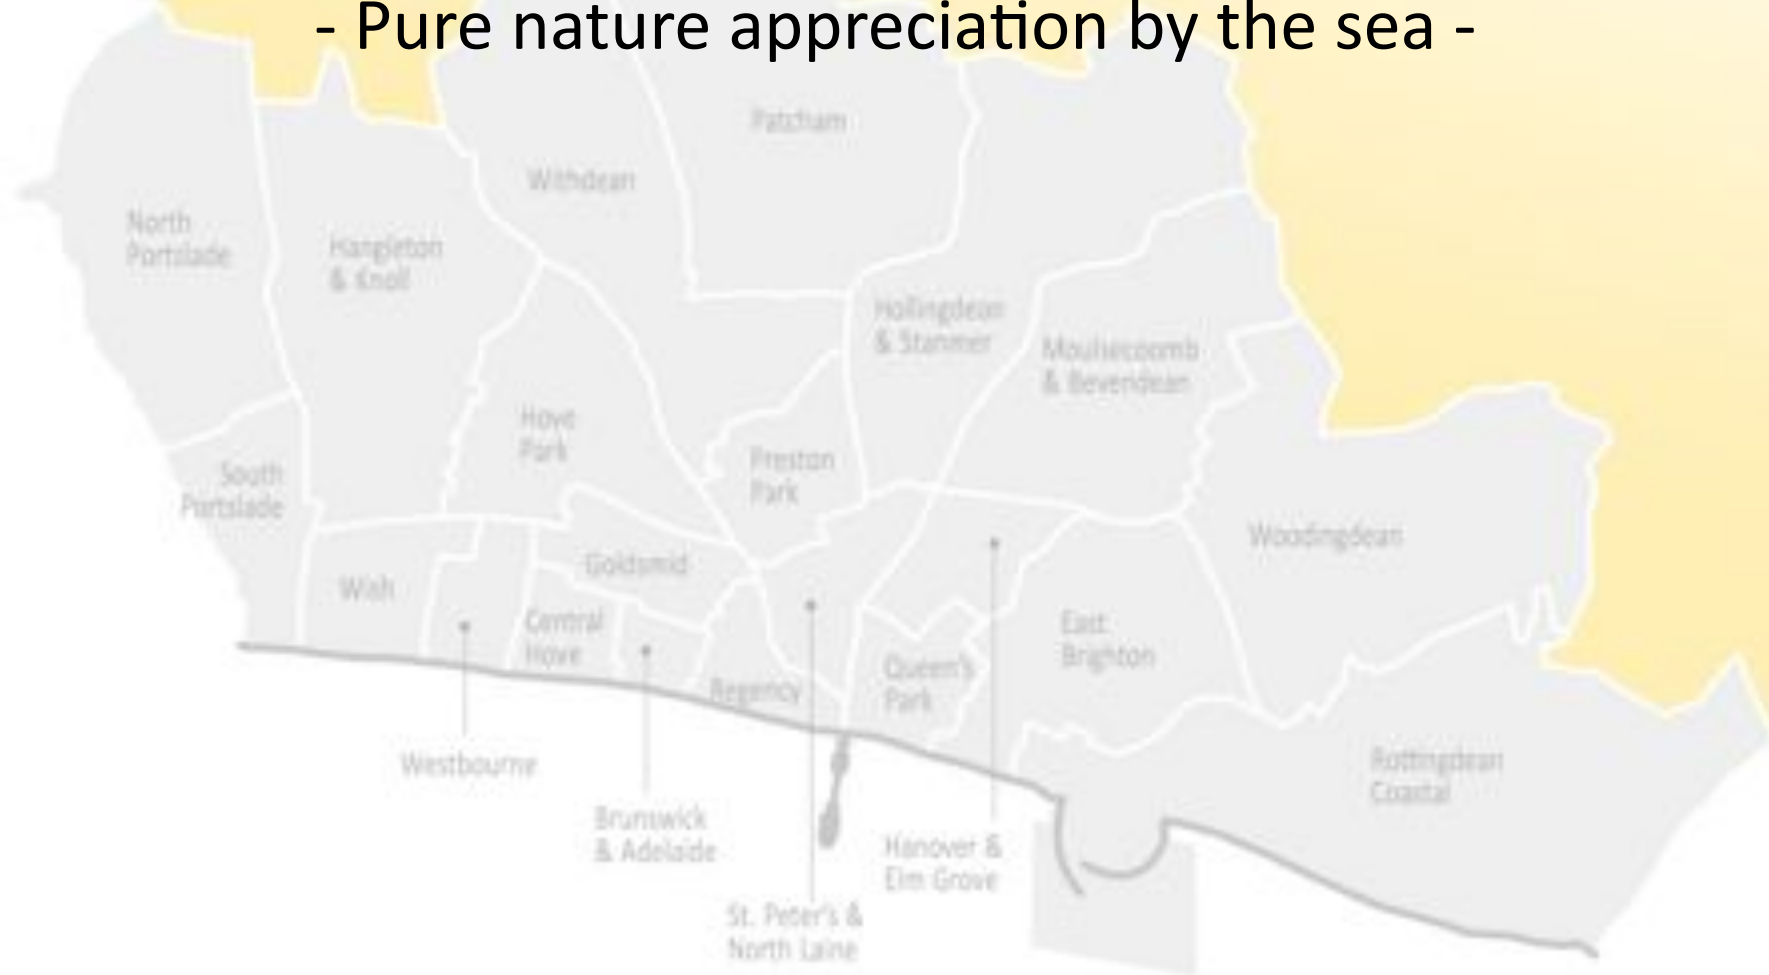 - Pure nature appreciation by the sea -
Patcham
Withdean
North
Portslade
Hangleton
& Knoll
Hollingdean
& Stanmer
Moulsecoomb
& Bevendean
Hove
Park
Preston
Park
South
Portslade
Woodingdean
Goldsmid
Wish
Central
Hove
East
Brighton
Queen's
Park
Regency
Westbourne
Rottingdean
Coastal
Brunswick
& Adelaide
Hanover &
Elm Grove
St. Peter's &
North Laine